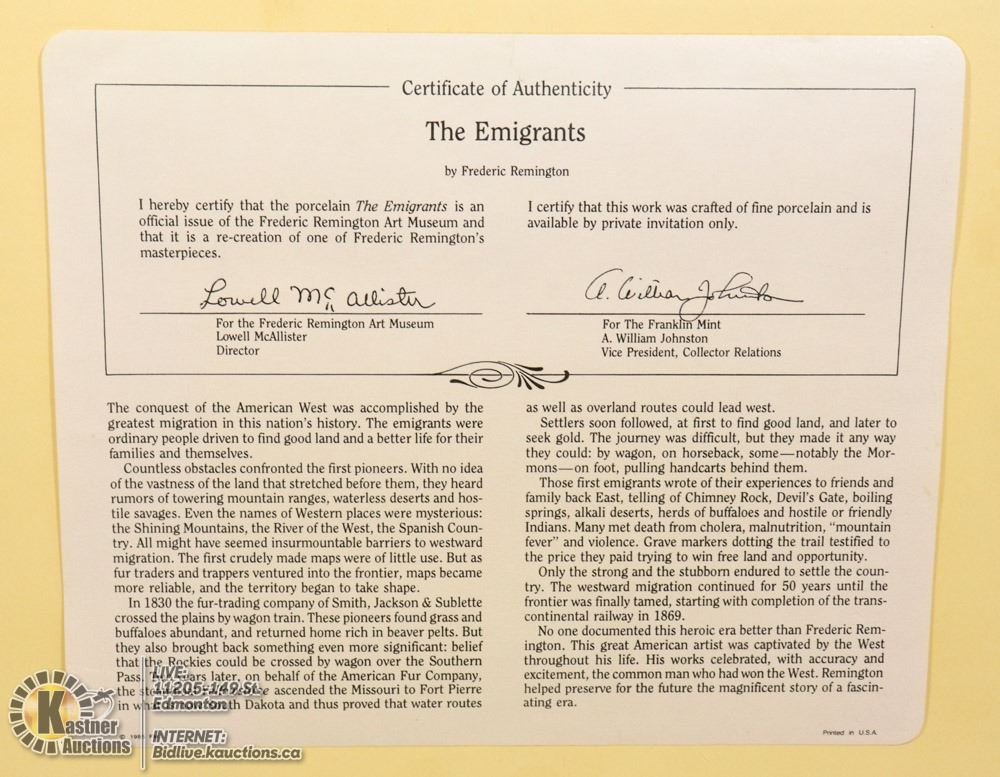 Certificate of Authenticity
The Emigrants
by Frederic Remington
I hereby certify that the porcelain The Emigrants is an
official issue of the Frederic Remington Art Museum and
that it is a re-creation of one of Frederic Remington's
masterpieces.
Lowell McAllister
For the Frederic Remington Art Museum
Lowell McAllister
Director
I certify that this work was crafted of fine porcelain and is
available by private invitation only.
A. William Johnston
For The Franklin Mint
A. William Johnston
Vice President, Collector Relations
The conquest of the American West was accomplished by the
greatest migration in this nation's history. The emigrants were
ordinary people driven to find good land and a better life for their
families and themselves.
Countless obstacles confronted the first pioneers. With no idea
of the vastness of the land that stretched before them, they heard
rumors of towering mountain ranges, waterless deserts and hos-
tile savages. Even the names of Western places were mysterious:
the Shining Mountains, the River of the West, the Spanish Coun-
try. All might have seemed insurmountable barriers to westward
migration. The first crudely made maps were of little use. But as
fur traders and trappers ventured into the frontier, maps became
more reliable, and the territory began to take shape.
In 1830 the fur-trading company of Smith, Jackson & Sublette
crossed the plains by wagon train. These pioneers found grass and
buffaloes abundant, and returned home rich in beaver pelts. But
they also brought back something even more significant: belief
that the Rockies could be crossed by wagon over the Southern
Pass. later, on behalf of the American Fur Company,
the ascended the Missouri to Fort Pierre
in Dakota and thus proved that water routes
as well as overland routes could lead west.
Settlers soon followed, at first to find good land, and later to
seek gold. The journey was difficult, but they made it any way
they could: by wagon, on horseback, some—notably the Mor-
mons—on foot, pulling handcarts behind them.
Those first emigrants wrote of their experiences to friends and
family back East, telling of Chimney Rock, Devil's Gate, boiling
springs, alkali deserts, herds of buffaloes and hostile or friendly
Indians. Many met death from cholera, malnutrition, "mountain
fever" and violence. Grave markers dotting the trail testified to
the price they paid trying to win free land and opportunity.
Only the strong and the stubborn endured to settle the coun-
try. The westward migration continued for 50 years until the
frontier was finally tamed, starting with completion of the trans-
continental railway in 1869.
No one documented this heroic era better than Frederic Rem-
ington. This great American artist was captivated by the West
throughout his life. His works celebrated, with accuracy and
excitement, the common man who had won the West. Remington
helped preserve for the future the magnificent story of a fascin-
ating era.
Printed in U.S.A.
Kastner
Auctions
LIVE:
11205-149 St.
Edmonton
INTERNET:
Bidlive.kauctions.ca